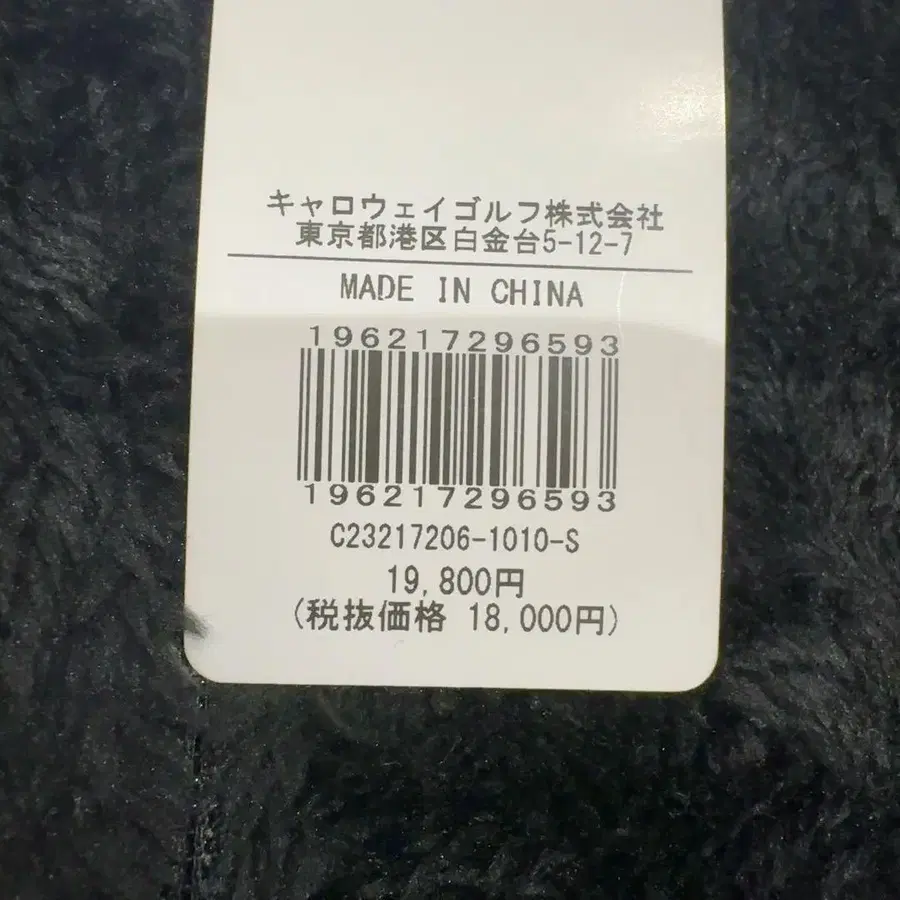 キャロウェイゴルフ株式会社
東京都港区白金台5-12-7
MADE IN CHINA
196217296593
196217296593
C23217206-1010-S
19,800円
(税抜価格 18,000円)